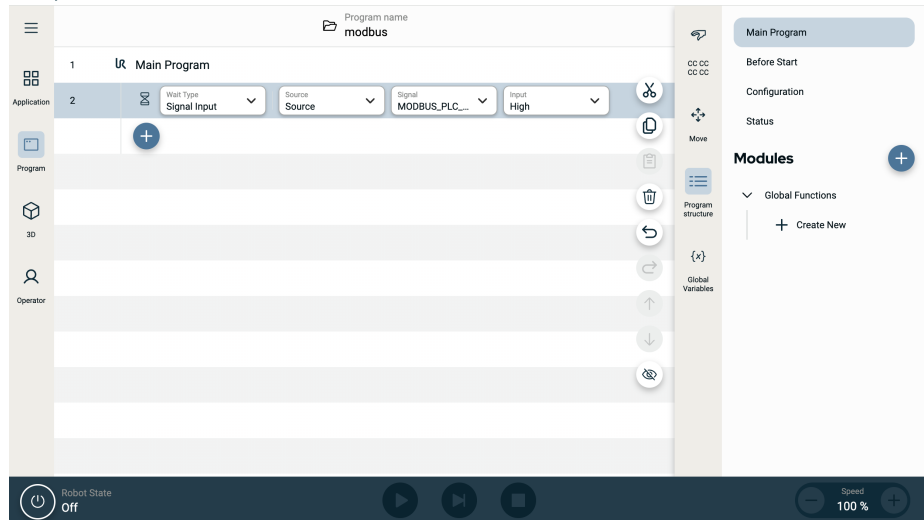 Program name
modbus
1 Main Program
2 Wait Type Signal Input Source Source Signal MODBUS_PLC_... Input High
Application
Program
3D
Operator
CC CC
CC CC
Move
Program
structure
{x}
Global
Variables
Main Program
Before Start
Configuration
Status
Modules
Global Functions
Create New
Robot State
Off
Speed
100 %